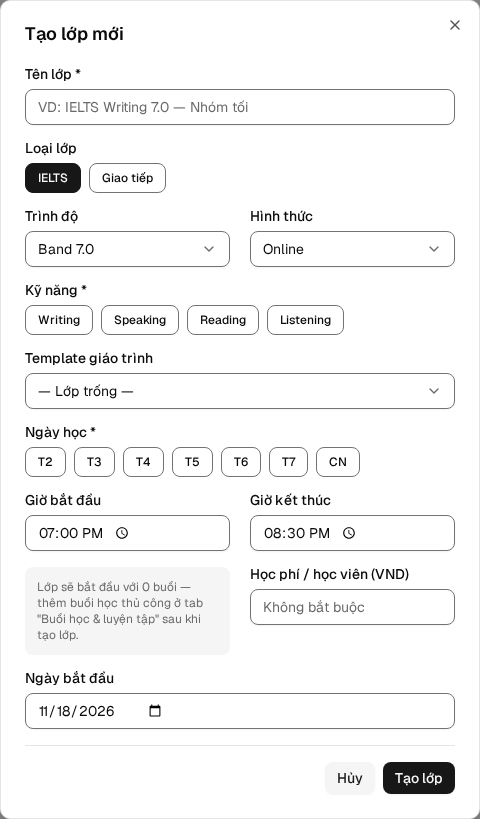 Tạo lớp mới
Tên lớp *
VD: IELTS Writing 7.0 — Nhóm tối
Loại lớp
IELTS Giao tiếp
Trình độ Hình thức
Band 7.0 Online
Kỹ năng *
Writing Speaking Reading Listening
Template giáo trình
— Lớp trống —
Ngày học *
T2 T3 T4 T5 T6 T7 CN
Giờ bắt đầu Giờ kết thúc
07:00 PM 08:30 PM
Lớp sẽ bắt đầu với 0 buổi —
thêm buổi học thủ công ở tab
"Buổi học & luyện tập" sau khi
tạo lớp.
Học phí / học viên (VND)
Không bắt buộc
Ngày bắt đầu
11/18/2026
Hủy Tạo lớp